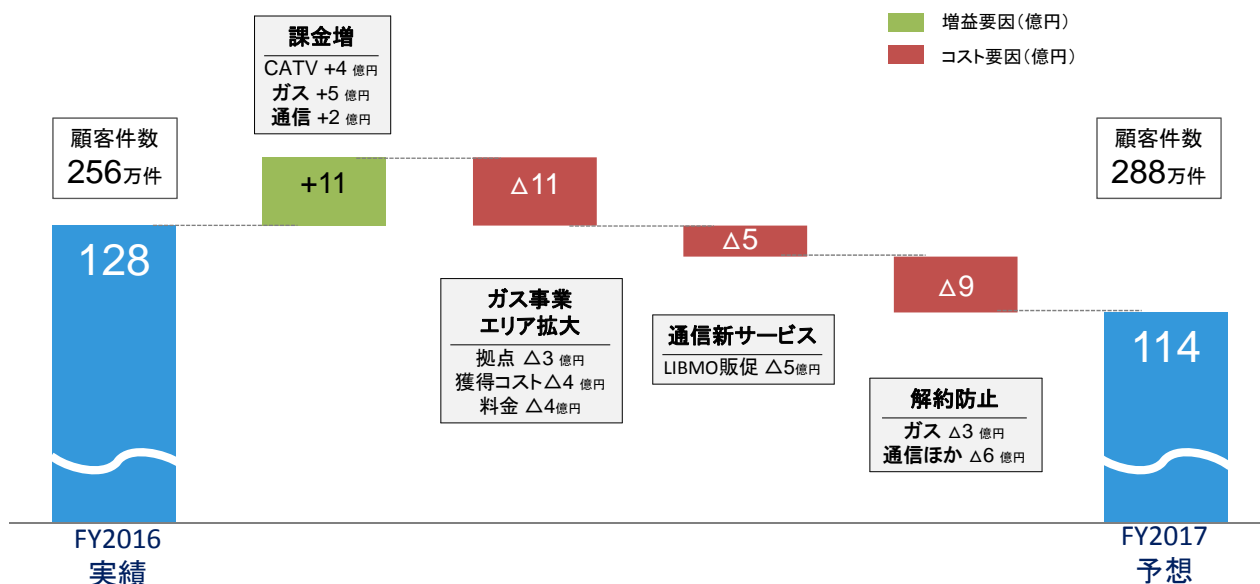 増益要因(億円)
コスト要因(億円)
課金増
CATV +4 億円
ガス +5 億円
通信 +2 億円
顧客件数
256万件
顧客件数
288万件
+11
△11
△5
△9
128
114
ガス事業
エリア拡大
拠点 △3 億円
獲得コスト△4 億円
料金 △4億円
通信新サービス
LIBMO販促 △5億円
解約防止
ガス △3 億円
通信ほか △6 億円
FY2016
実績
FY2017
予想